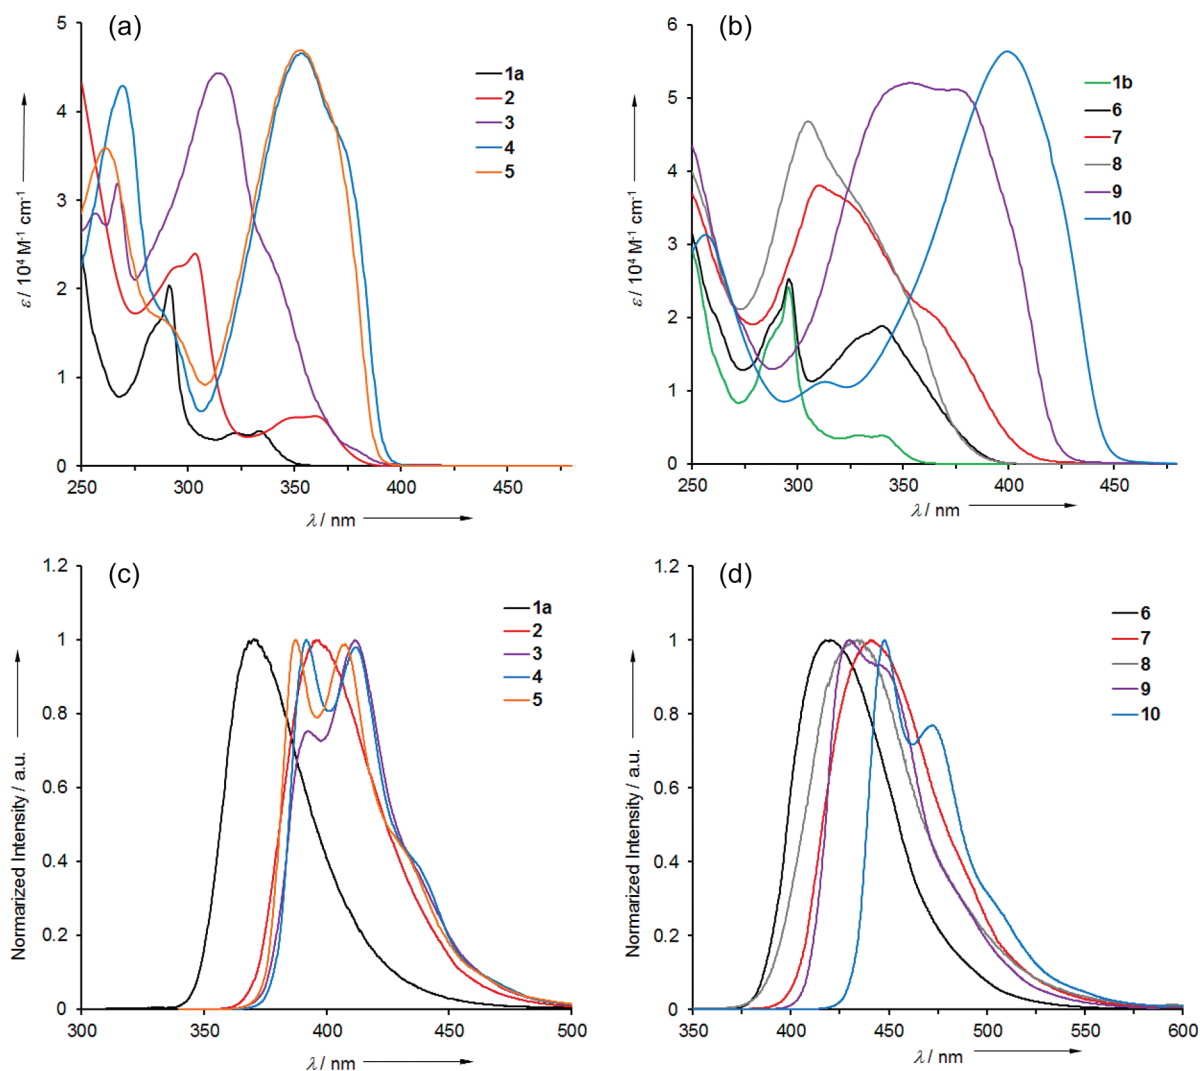 (a)
5
4
3
2
1
0
ε / 10⁴ M⁻¹ cm⁻¹
1a
2
3
4
5
250 300 350 400 450
λ / nm
(b)
6
5
4
3
2
1
0
ε / 10⁴ M⁻¹ cm⁻¹
1b
6
7
8
9
10
250 300 350 400 450
λ / nm
(c)
1.2
1
0.8
0.6
0.4
0.2
0
Normarized Intensity / a.u.
1a
2
3
4
5
300 350 400 450 500
λ / nm
(d)
1.2
1
0.8
0.6
0.4
0.2
0
Normarized Intensity / a.u.
6
7
8
9
10
350 400 450 500 550 600
λ / nm